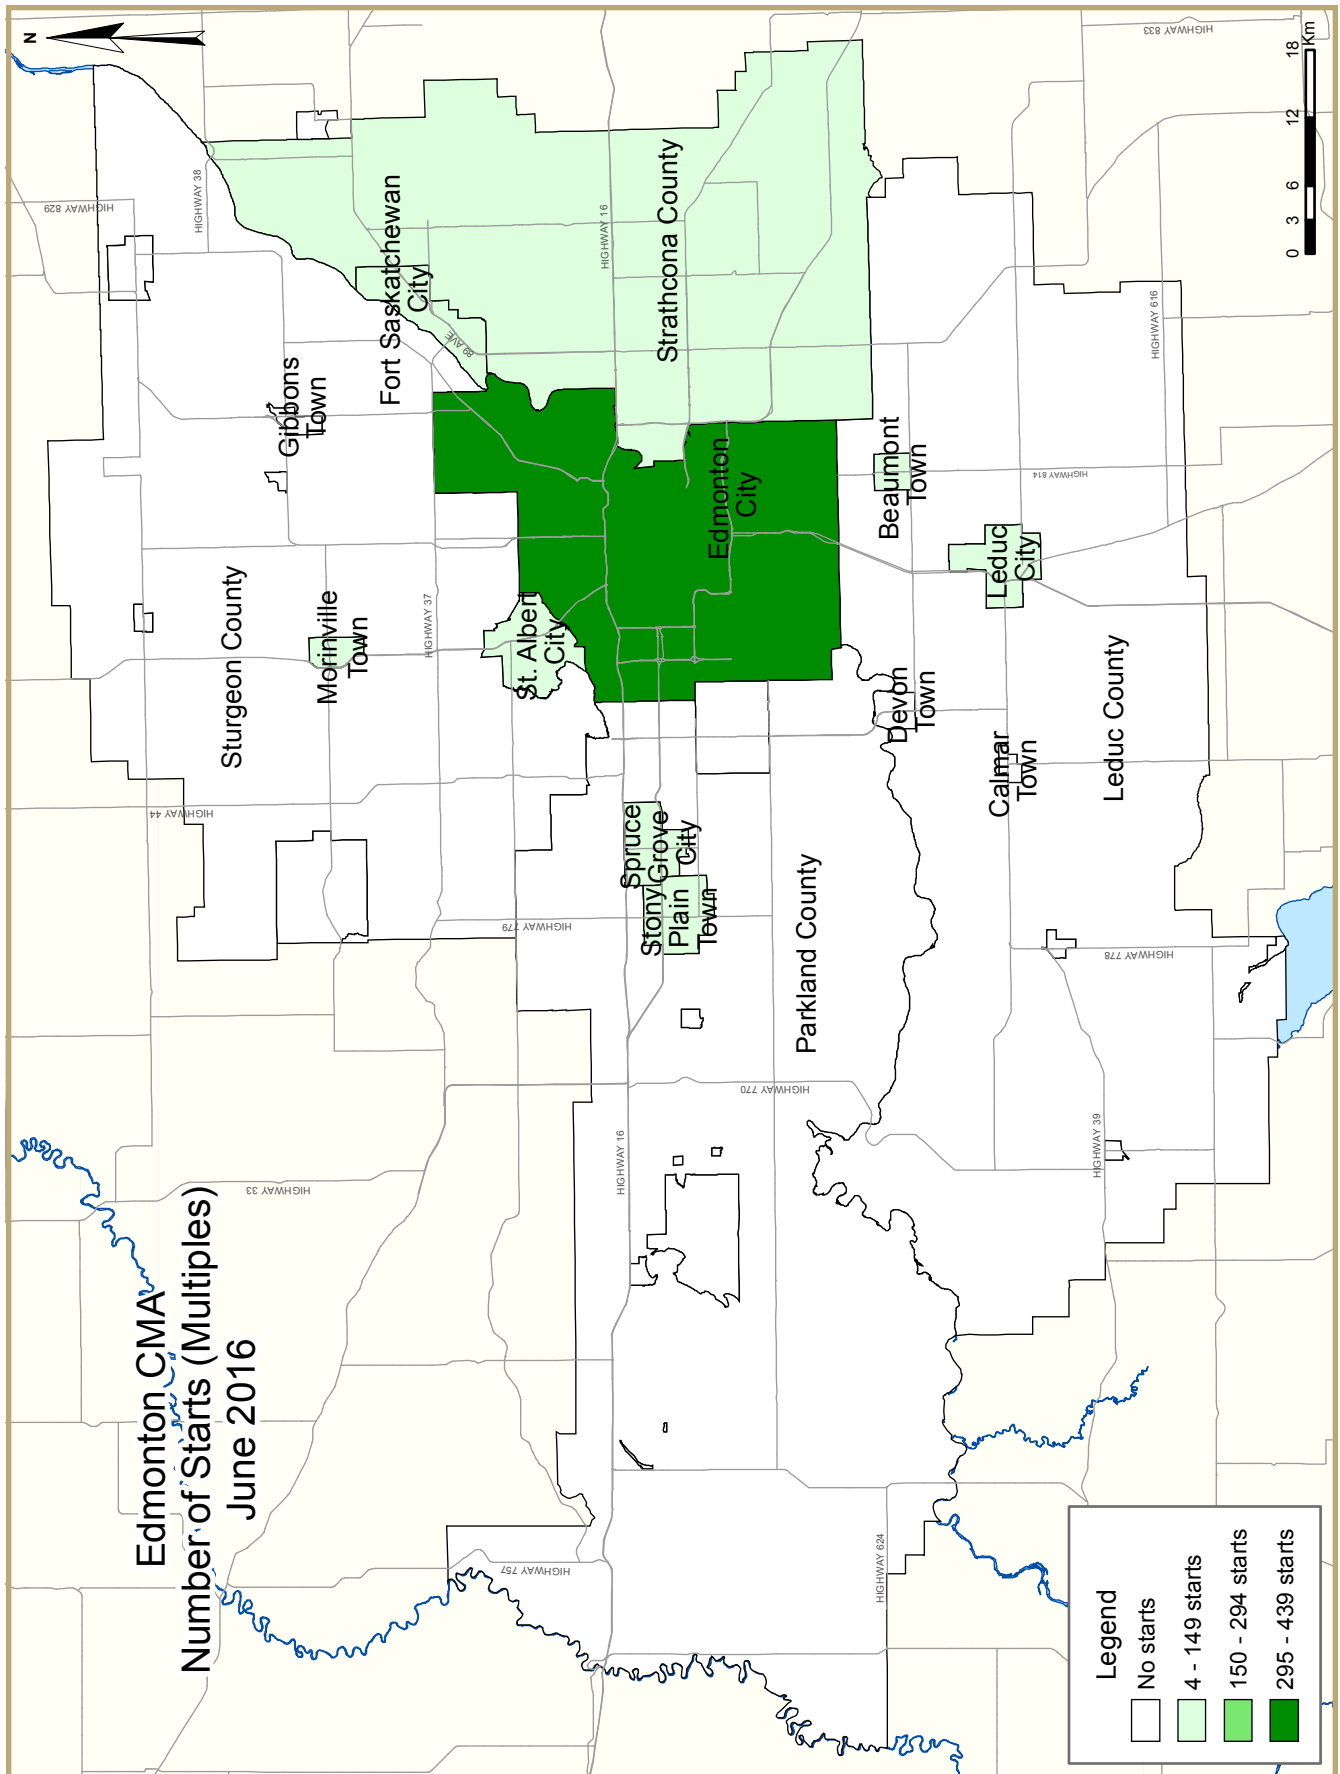 Edmonton CMA
Number of Starts (Multiples)
June 2016
N
HIGHWAY 833
HIGHWAY 829
HIGHWAY 38
HIGHWAY 16
Fort Saskatchewan
City
89 AVE
Strathcona County
Gibbons
Town
Sturgeon County
Morinville
Town
HIGHWAY 37
St. Albert
City
Edmonton
City
Beaumont
Town
HIGHWAY 814
HIGHWAY 616
Leduc
City
Devon
Town
Calmar
Town
Leduc County
HIGHWAY 44
Spruce
Grove
City
Stony
Plain
Town
HIGHWAY 779
Parkland County
HIGHWAY 778
HIGHWAY 770
HIGHWAY 33
HIGHWAY 16
HIGHWAY 39
HIGHWAY 757
HIGHWAY 624
Legend
No starts
4 - 149 starts
150 - 294 starts
295 - 439 starts
0 3 6 12 18
Km